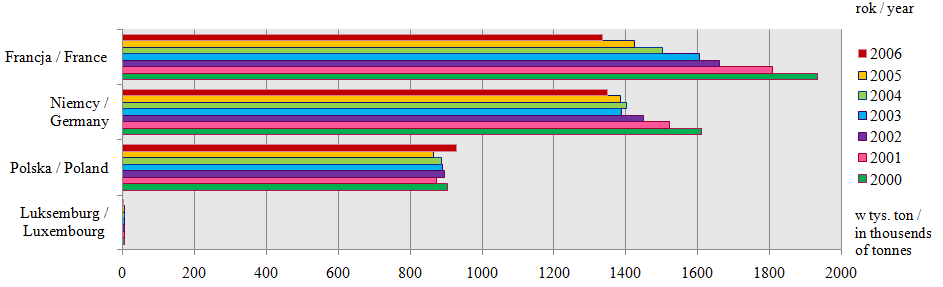 rok / year
Francja / France
Niemcy /
Germany
Polska / Poland
Luksemburg /
Luxembourg
2006
2005
2004
2003
2002
2001
2000
w tys. ton /
in thousands
of tonnes
0 200 400 600 800 1000 1200 1400 1600 1800 2000